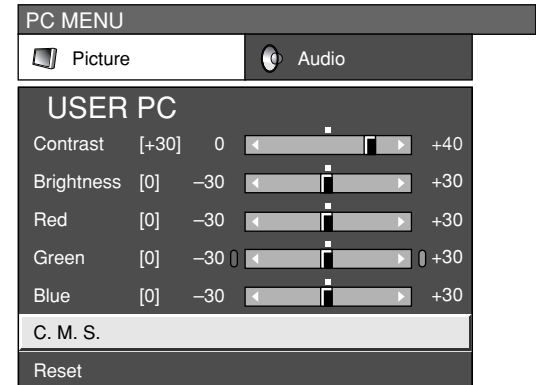 PC MENU
Picture Audio
USER PC
Contrast [+30] 0 +40
Brightness [0] –30 +30
Red [0] –30 +30
Green [0] –30 +30
Blue [0] –30 +30
C. M. S.
Reset